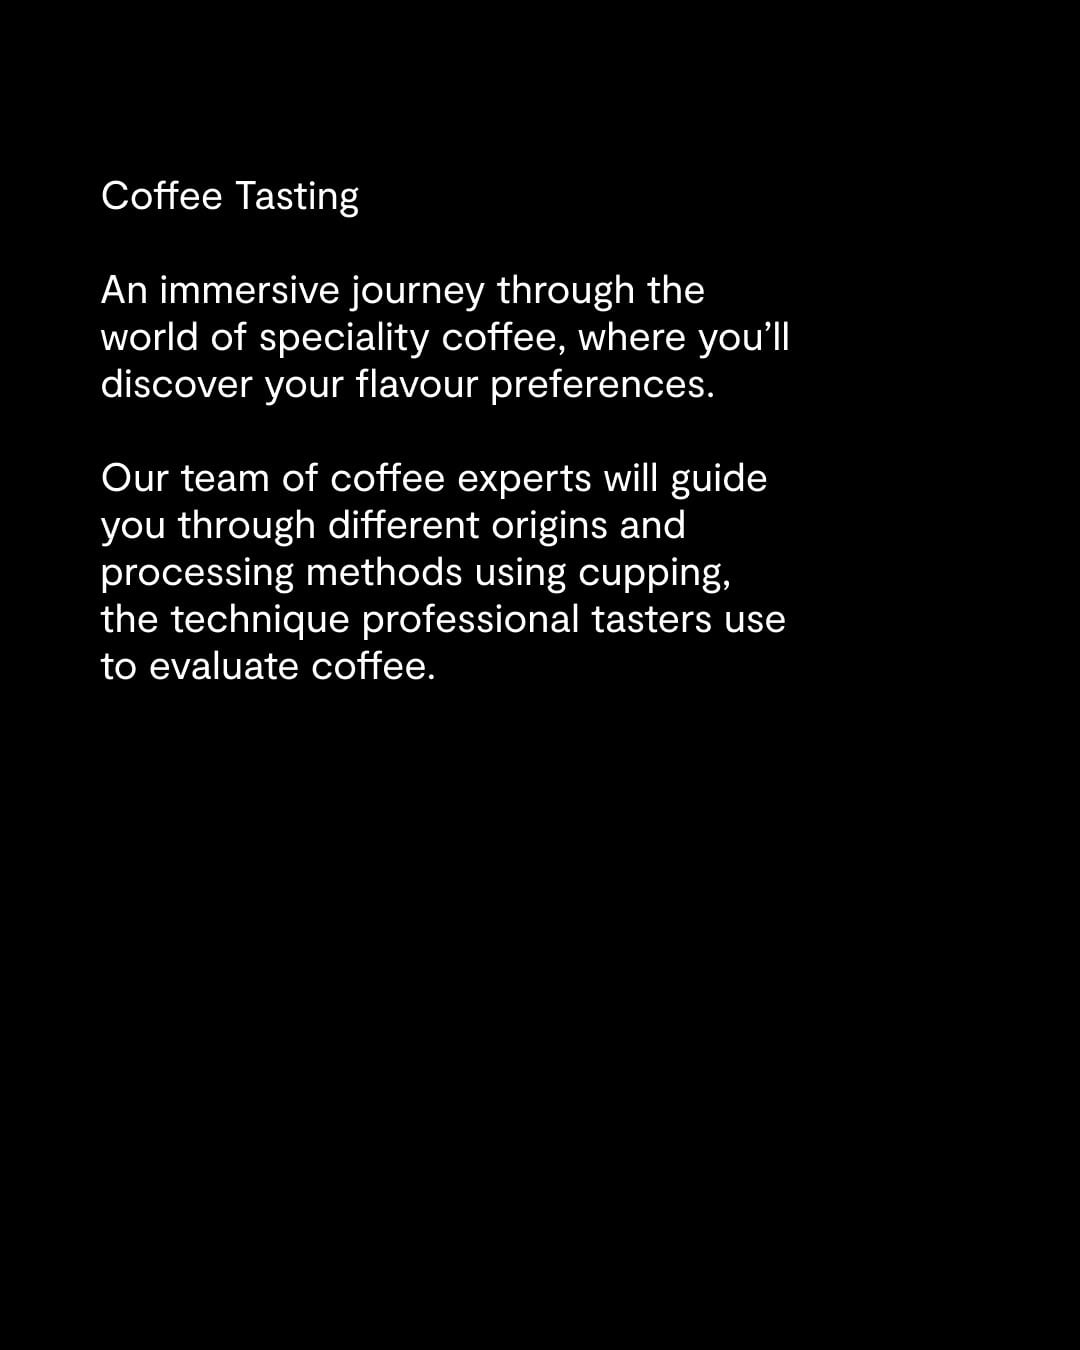 Coffee Tasting
An immersive journey through the
world of speciality coffee, where you’ll
discover your flavour preferences.
Our team of coffee experts will guide
you through different origins and
processing methods using cupping,
the technique professional tasters use
to evaluate coffee.